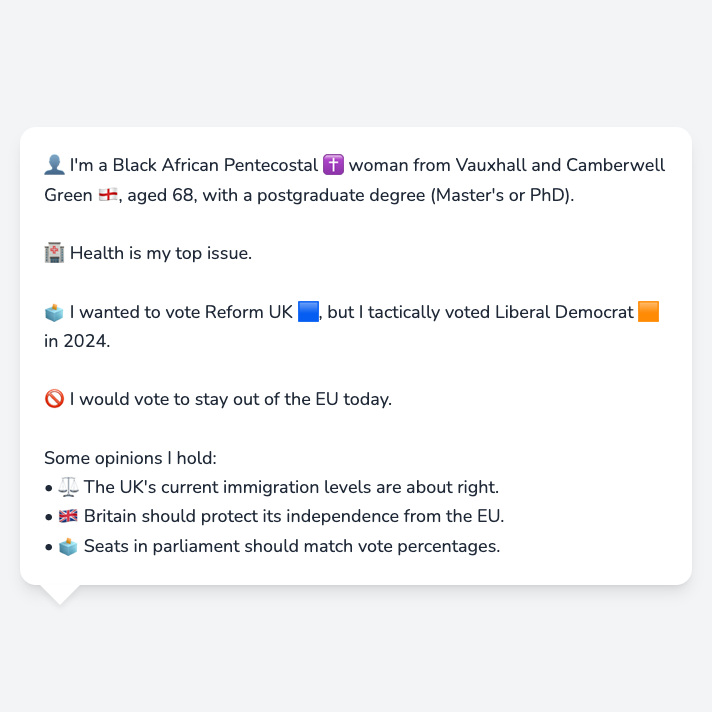 👤 I'm a Black African Pentecostal ✝️ woman from Vauxhall and Camberwell
Green 🏴󠁧󠁢󠁥󠁮󠁧󠁿, aged 68, with a postgraduate degree (Master's or PhD).
🏥 Health is my top issue.
🗳️ I wanted to vote Reform UK 🟦, but I tactically voted Liberal Democrat 🟧
in 2024.
🚫 I would vote to stay out of the EU today.
Some opinions I hold:
• ⚖️ The UK's current immigration levels are about right.
• 🇬🇧 Britain should protect its independence from the EU.
• 🗳️ Seats in parliament should match vote percentages.